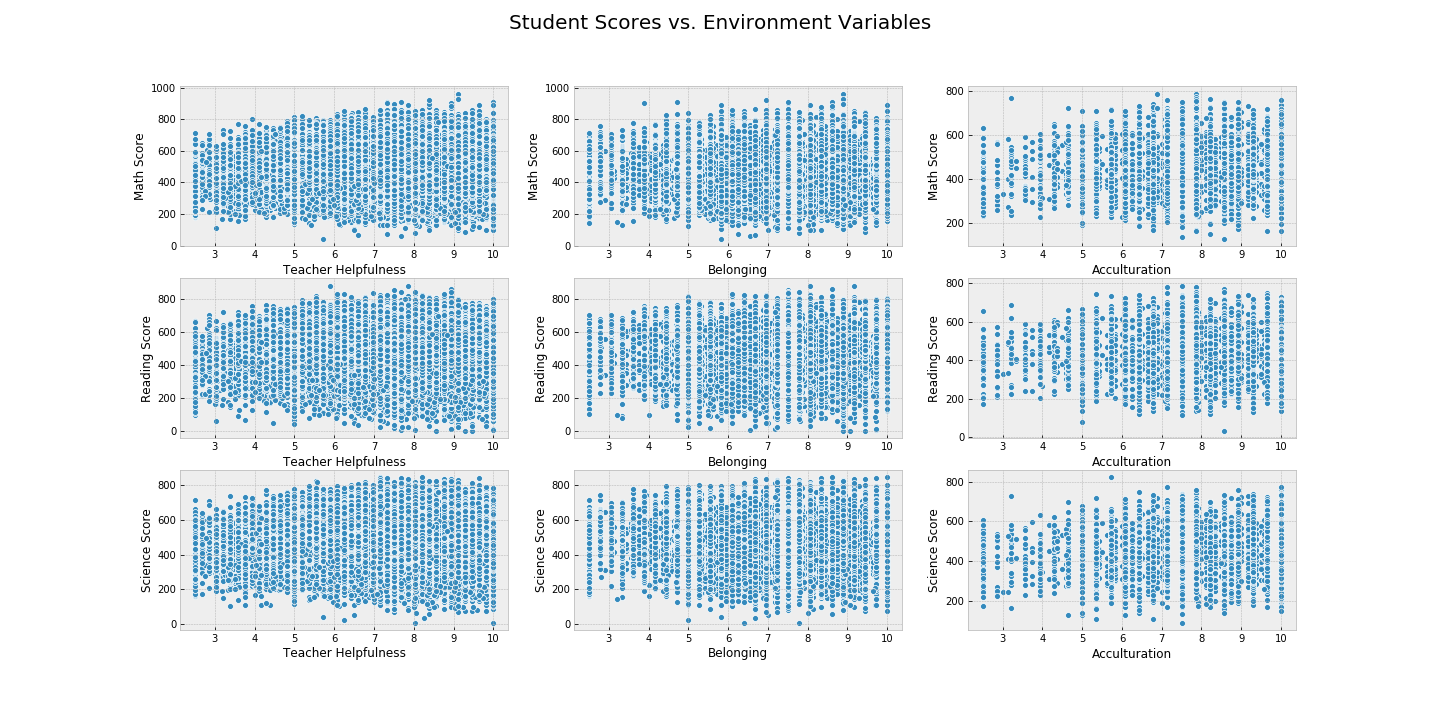 Student Scores vs. Environment Variables
1000
800
600
400
200
0
Math Score
3 4 5 6 7 8 9 10
Teacher Helpfulness
1000
800
600
400
200
0
Math Score
3 4 5 6 7 8 9 10
Belonging
800
600
400
200
Math Score
3 4 5 6 7 8 9 10
Acculturation
800
600
400
200
0
Reading Score
3 4 5 6 7 8 9 10
Teacher Helpfulness
800
600
400
200
0
Reading Score
3 4 5 6 7 8 9 10
Belonging
800
600
400
200
0
Reading Score
3 4 5 6 7 8 9 10
Acculturation
800
600
400
200
0
Science Score
3 4 5 6 7 8 9 10
Teacher Helpfulness
800
600
400
200
0
Science Score
3 4 5 6 7 8 9 10
Belonging
800
600
400
200
Science Score
3 4 5 6 7 8 9 10
Acculturation